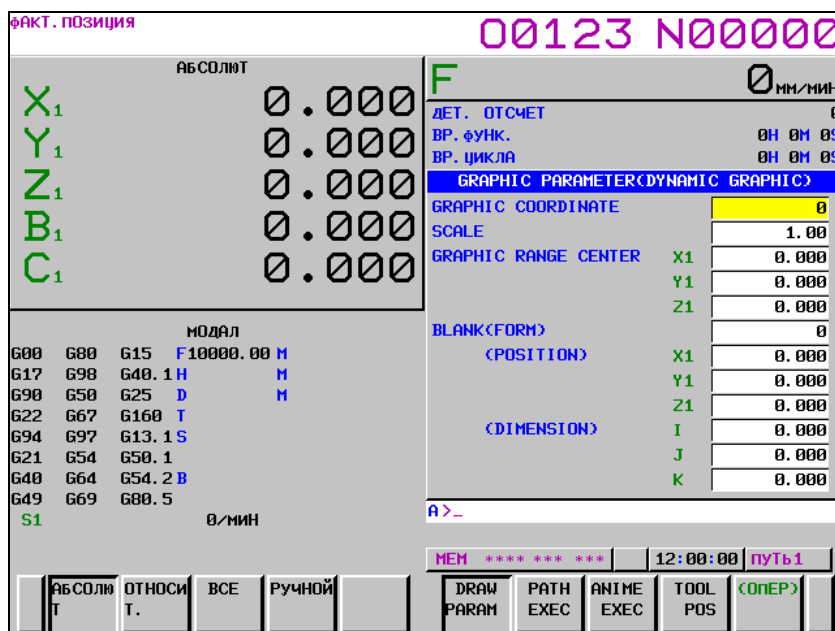 ФАКТ. ПОЗИЦИЯ
O0123 N00000
АБСОЛЮТ
X1 0.000
Y1 0.000
Z1 0.000
B1 0.000
C1 0.000
F 0 ММ/МИН
ДЕТ. ОТСЧЕТ 0
ВР. ФУНК. 0H 0M 0S
ВР. ЦИКЛА 0H 0M 0S
GRAPHIC PARAMETER(DYNAMIC GRAPHIC)
GRAPHIC COORDINATE 0
SCALE 1.00
GRAPHIC RANGE CENTER X1 0.000
Y1 0.000
Z1 0.000
BLANK(FORM) 0
(POSITION) X1 0.000
Y1 0.000
Z1 0.000
(DIMENSION) I 0.000
J 0.000
K 0.000
МОДАЛ
G00 G80 G15 F10000.00 M
G17 G98 G40.1 H M
G90 G50 G25 D M
G22 G67 G160 T
G94 G97 G13.1 S
G21 G54 G50.1
G40 G64 G54.2 B
G49 G69 G80.5
S1 0/МИН
A>_
MEM **** *** *** 12:00:00 ПУТЬ1
АБСОЛЮ
Т
ОТНОСИ
Т.
ВСЕ
РУЧНОЙ
DRAW
PARAM
PATH
EXEC
ANIME
EXEC
TOOL
POS
(ОПЕР)